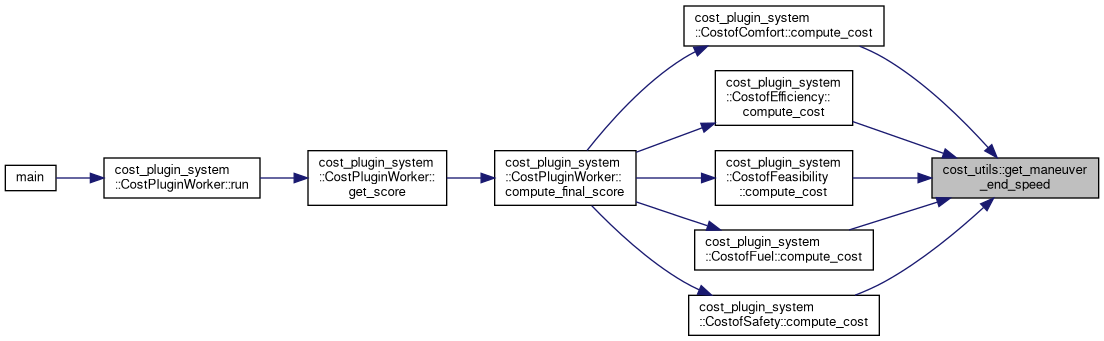 main
cost_plugin_system
::CostPluginWorker::run
cost_plugin_system
::CostPluginWorker::
get_score
cost_plugin_system
::CostPluginWorker::
compute_final_score
cost_plugin_system
::CostofComfort::compute_cost
cost_plugin_system
::CostofEfficiency::
compute_cost
cost_plugin_system
::CostofFeasibility
::compute_cost
cost_plugin_system
::CostofFuel::compute_cost
cost_plugin_system
::CostofSafety::compute_cost
cost_utils::get_maneuver
_end_speed